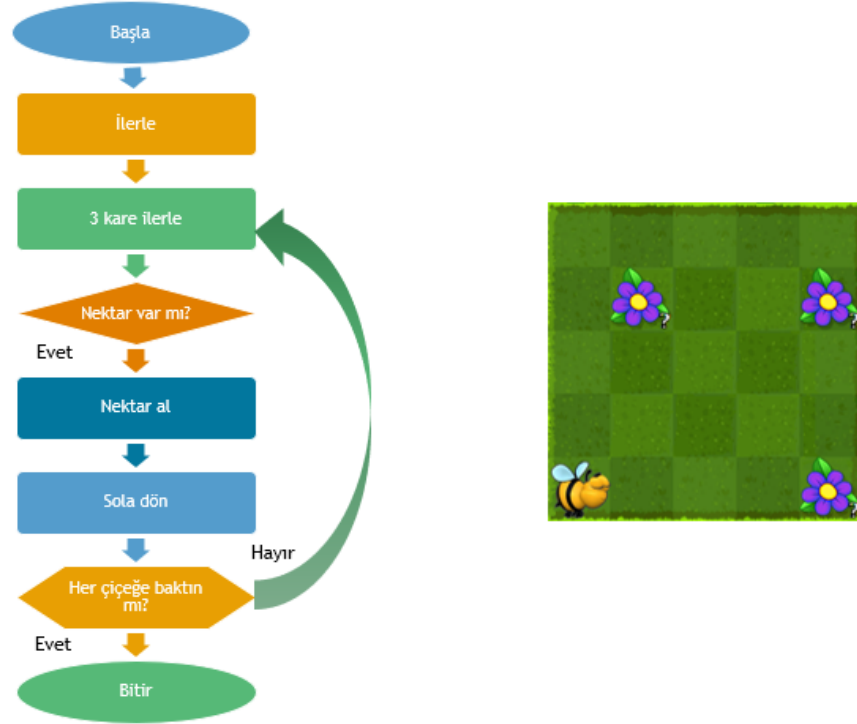 Başla
İlerle
3 kare ilerle
Nektar var mı?
Evet
Nektar al
Sola dön
Hayır
Her çiçeğe baktın
mı?
Evet
Bitir
?
?
?